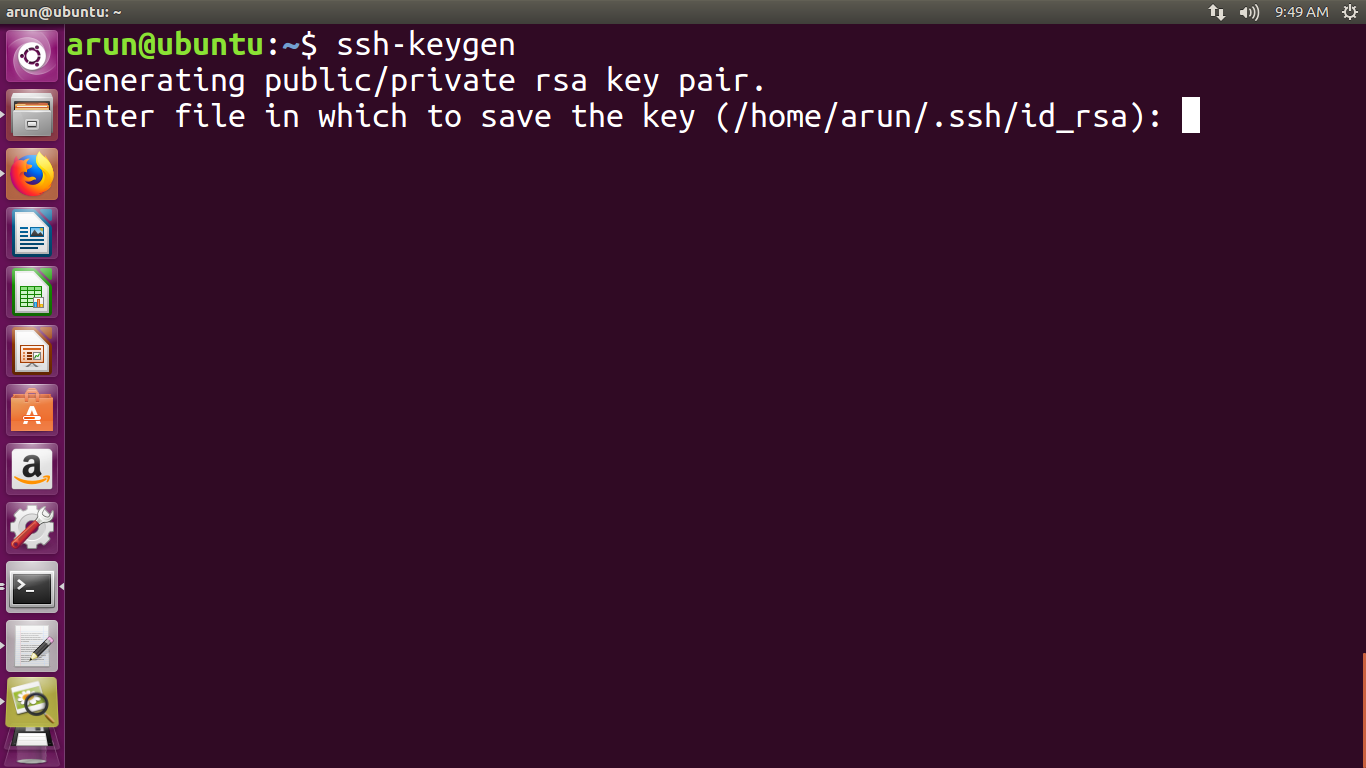 arun@ubuntu: ~
9:49 AM
arun@ubuntu:~$ ssh-keygen
Generating public/private rsa key pair.
Enter file in which to save the key (/home/arun/.ssh/id_rsa):